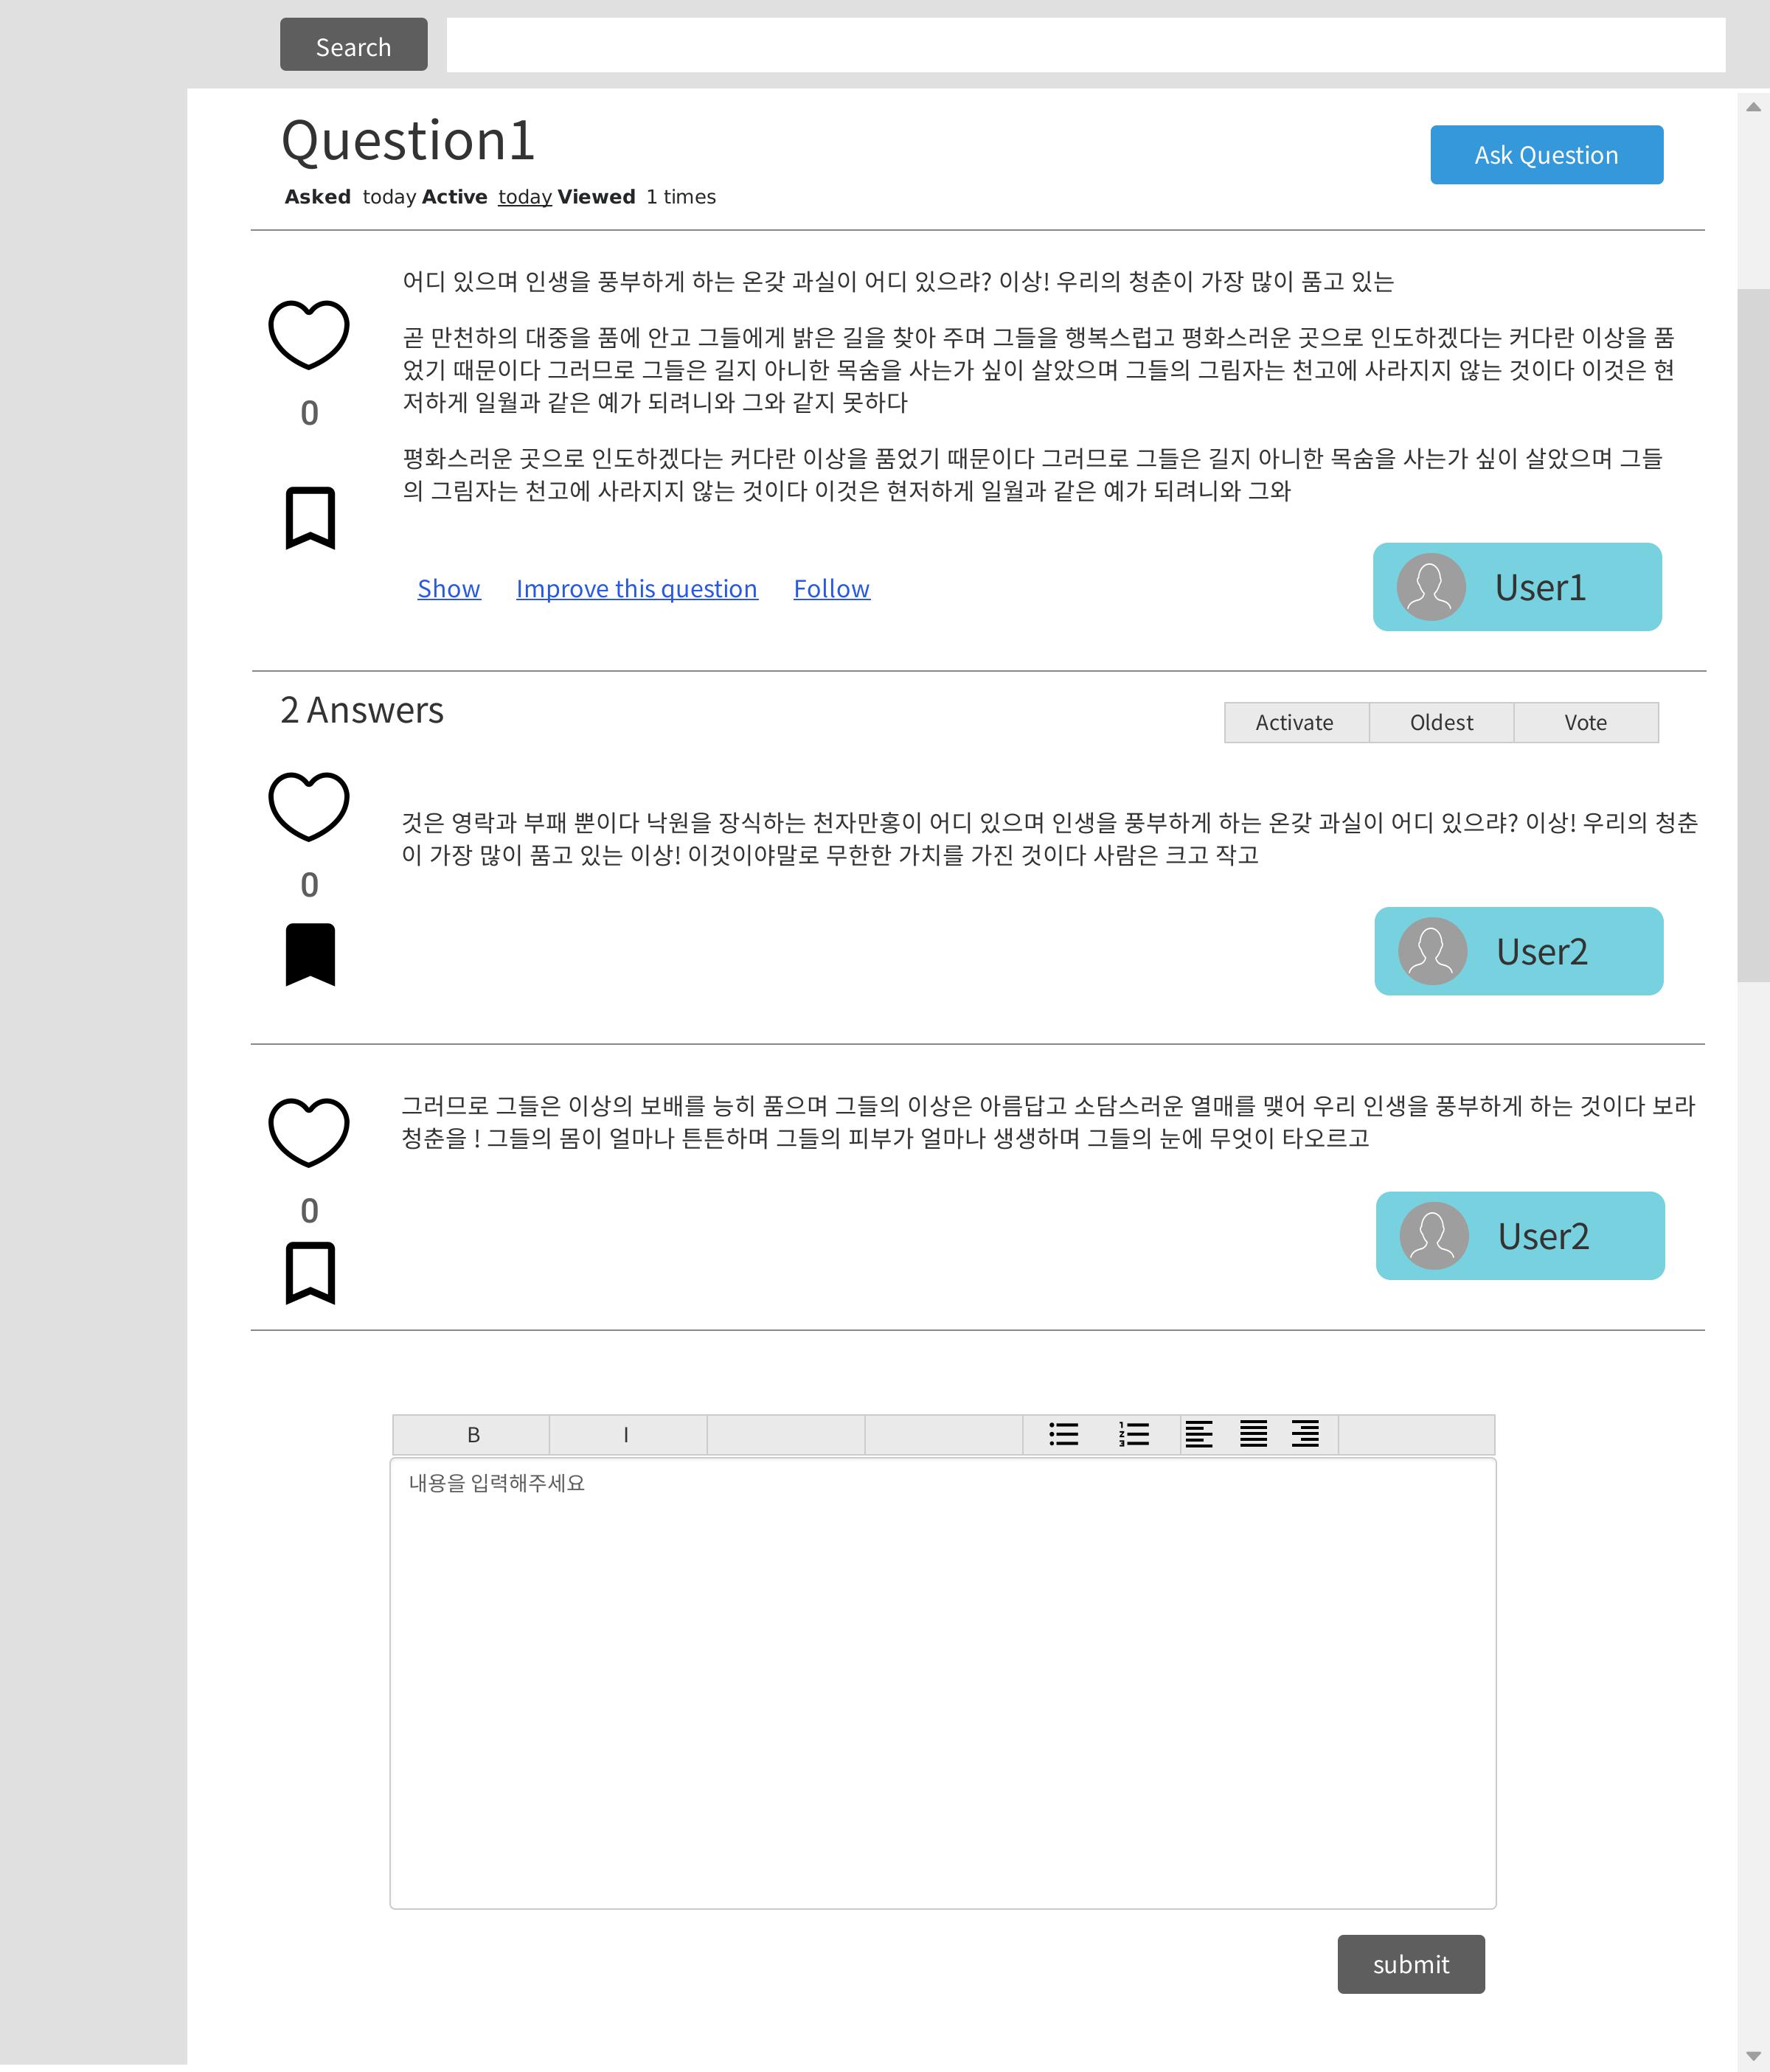 Search
Question1
Ask Question
Asked today Active today Viewed 1 times
어디 있으며 인생을 풍부하게 하는 온갖 과실이 어디 있으랴? 이상! 우리의 청춘이 가장 많이 품고 있는
곧 만천하의 대중을 품에 안고 그들에게 밝은 길을 찾아 주며 그들을 행복스럽고 평화스러운 곳으로 인도하겠다는 커다란 이상을 품
었기 때문이다 그러므로 그들은 길지 아니한 목숨을 사는가 싶이 살았으며 그들의 그림자는 천고에 사라지지 않는 것이다 이것은 현
저하게 일월과 같은 예가 되려니와 그와 같지 못하다
0
평화스러운 곳으로 인도하겠다는 커다란 이상을 품었기 때문이다 그러므로 그들은 길지 아니한 목숨을 사는가 싶이 살았으며 그들
의 그림자는 천고에 사라지지 않는 것이다 이것은 현저하게 일월과 같은 예가 되려니와 그와
Show Improve this question Follow
User1
2 Answers
Activate Oldest Vote
것은 영락과 부패 뿐이다 낙원을 장식하는 천자만홍이 어디 있으며 인생을 풍부하게 하는 온갖 과실이 어디 있으랴? 이상! 우리의 청춘
이 가장 많이 품고 있는 이상! 이것이야말로 무한한 가치를 가진 것이다 사람은 크고 작고
0
User2
그러므로 그들은 이상의 보배를 능히 품으며 그들의 이상은 아름답고 소담스러운 열매를 맺어 우리 인생을 풍부하게 하는 것이다 보라
청춘을 ! 그들의 몸이 얼마나 튼튼하며 그들의 피부가 얼마나 생생하며 그들의 눈에 무엇이 타오르고
0
User2
B I
내용을 입력해주세요
submit